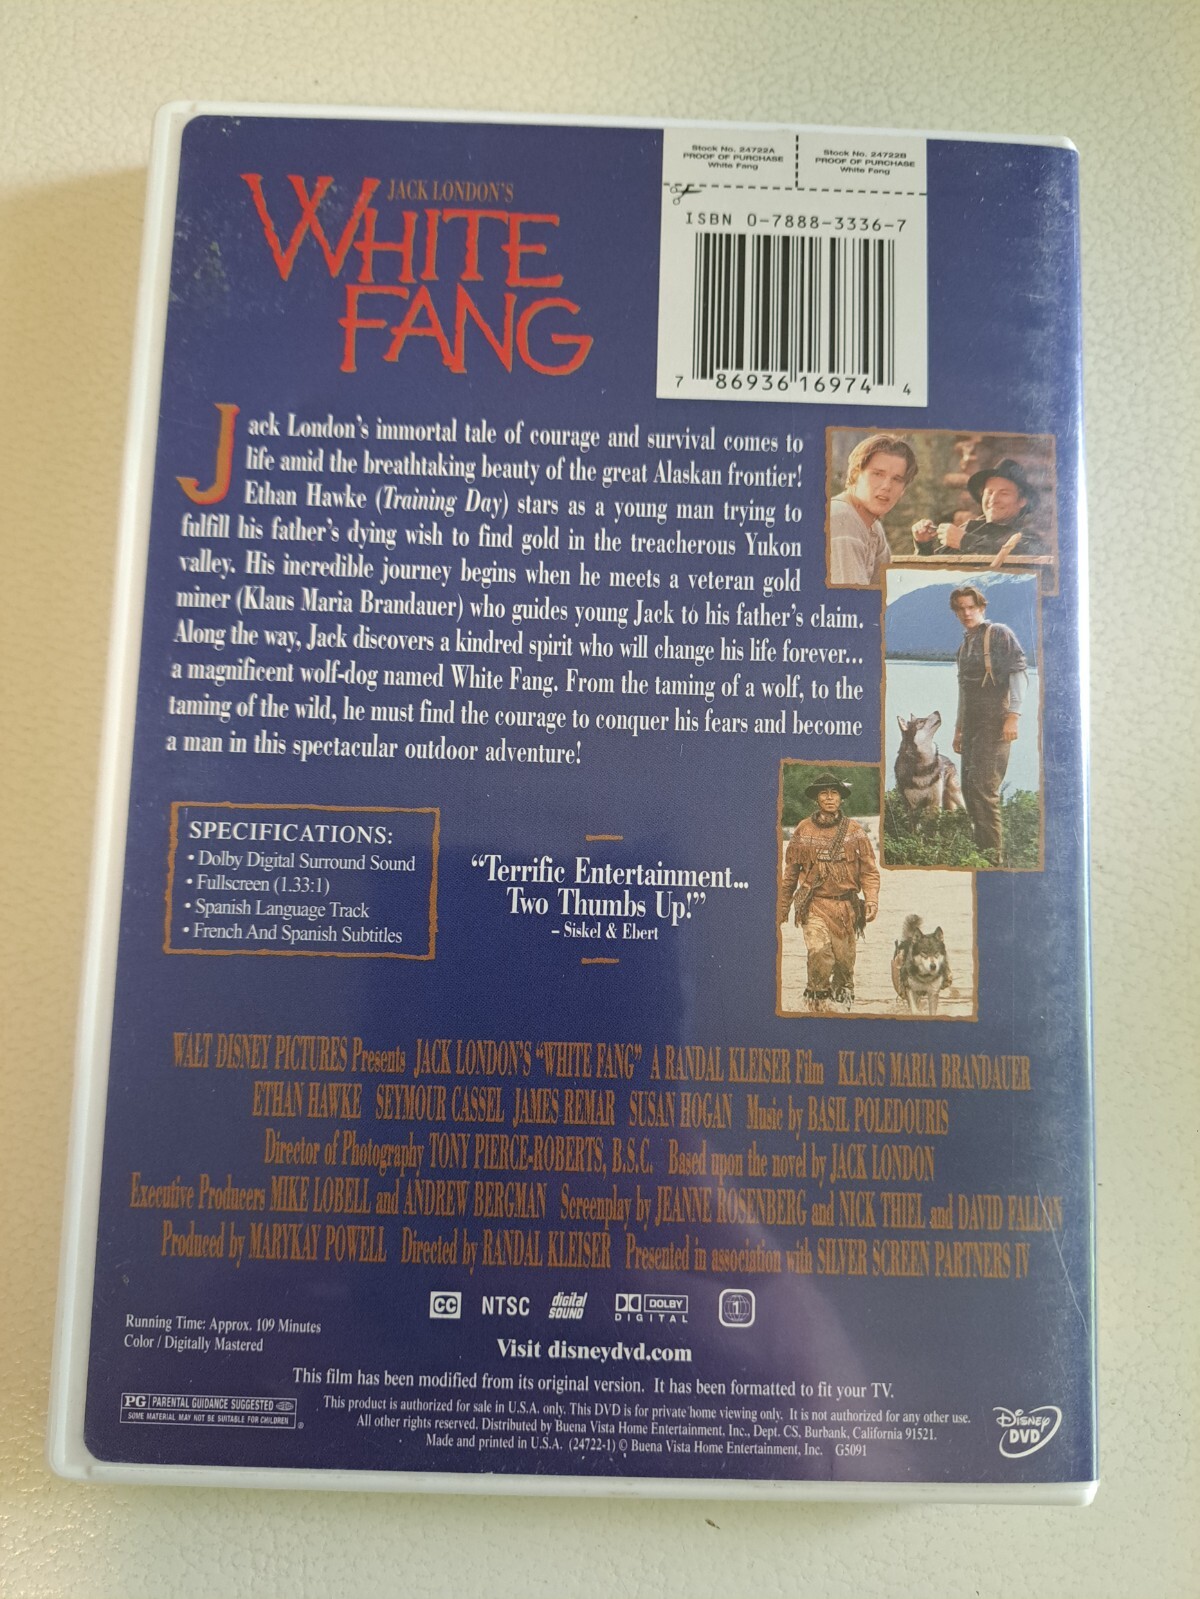 Stock No. 24722A
PROOF OF PURCHASE
White Fang
Stock No. 24722B
PROOF OF PURCHASE
White Fang
ISBN 0-7888-3336-7
7 86936 16974 4
JACK LONDON'S
WHITE
FANG
Jack London's immortal tale of courage and survival comes to
life amid the breathtaking beauty of the great Alaskan frontier!
Ethan Hawke (Training Day) stars as a young man trying to
fulfill his father's dying wish to find gold in the treacherous Yukon
valley. His incredible journey begins when he meets a veteran gold
miner (Klaus Maria Brandauer) who guides young Jack to his father's claim.
Along the way, Jack discovers a kindred spirit who will change his life forever...
a magnificent wolf-dog named White Fang. From the taming of a wolf, to the
taming of the wild, he must find the courage to conquer his fears and become
a man in this spectacular outdoor adventure!
SPECIFICATIONS:
• Dolby Digital Surround Sound
• Fullscreen (1.33:1)
• Spanish Language Track
• French And Spanish Subtitles
"Terrific Entertainment...
Two Thumbs Up!"
– Siskel & Ebert
WALT DISNEY PICTURES Presents JACK LONDON'S "WHITE FANG" A RANDAL KLEISER Film KLAUS MARIA BRANDAUER
ETHAN HAWKE SEYMOUR CASSEL JAMES REMAR SUSAN HOGAN Music by BASIL POLEDOURIS
Director of Photography TONY PIERCE-ROBERTS, B.S.C. Based upon the novel by JACK LONDON
Executive Producers MIKE LOBELL and ANDREW BERGMAN Screenplay by JEANNE ROSENBERG and NICK THIEL and DAVID FALLON
Produced by MARYKAY POWELL Directed by RANDAL KLEISER Presented in association with SILVER SCREEN PARTNERS IV
CC NTSC digital SOUND DOLBY DIGITAL 1
Running Time: Approx. 109 Minutes
Color / Digitally Mastered
Visit disneydvd.com
This film has been modified from its original version. It has been formatted to fit your TV.
PG PARENTAL GUIDANCE SUGGESTED
SOME MATERIAL MAY NOT BE SUITABLE FOR CHILDREN ®
This product is authorized for sale in U.S.A. only. This DVD is for private home viewing only. It is not authorized for any other use.
All other rights reserved. Distributed by Buena Vista Home Entertainment, Inc., Dept. CS, Burbank, California 91521.
Made and printed in U.S.A. (24722-1) © Buena Vista Home Entertainment, Inc. G5091
Disney
DVD